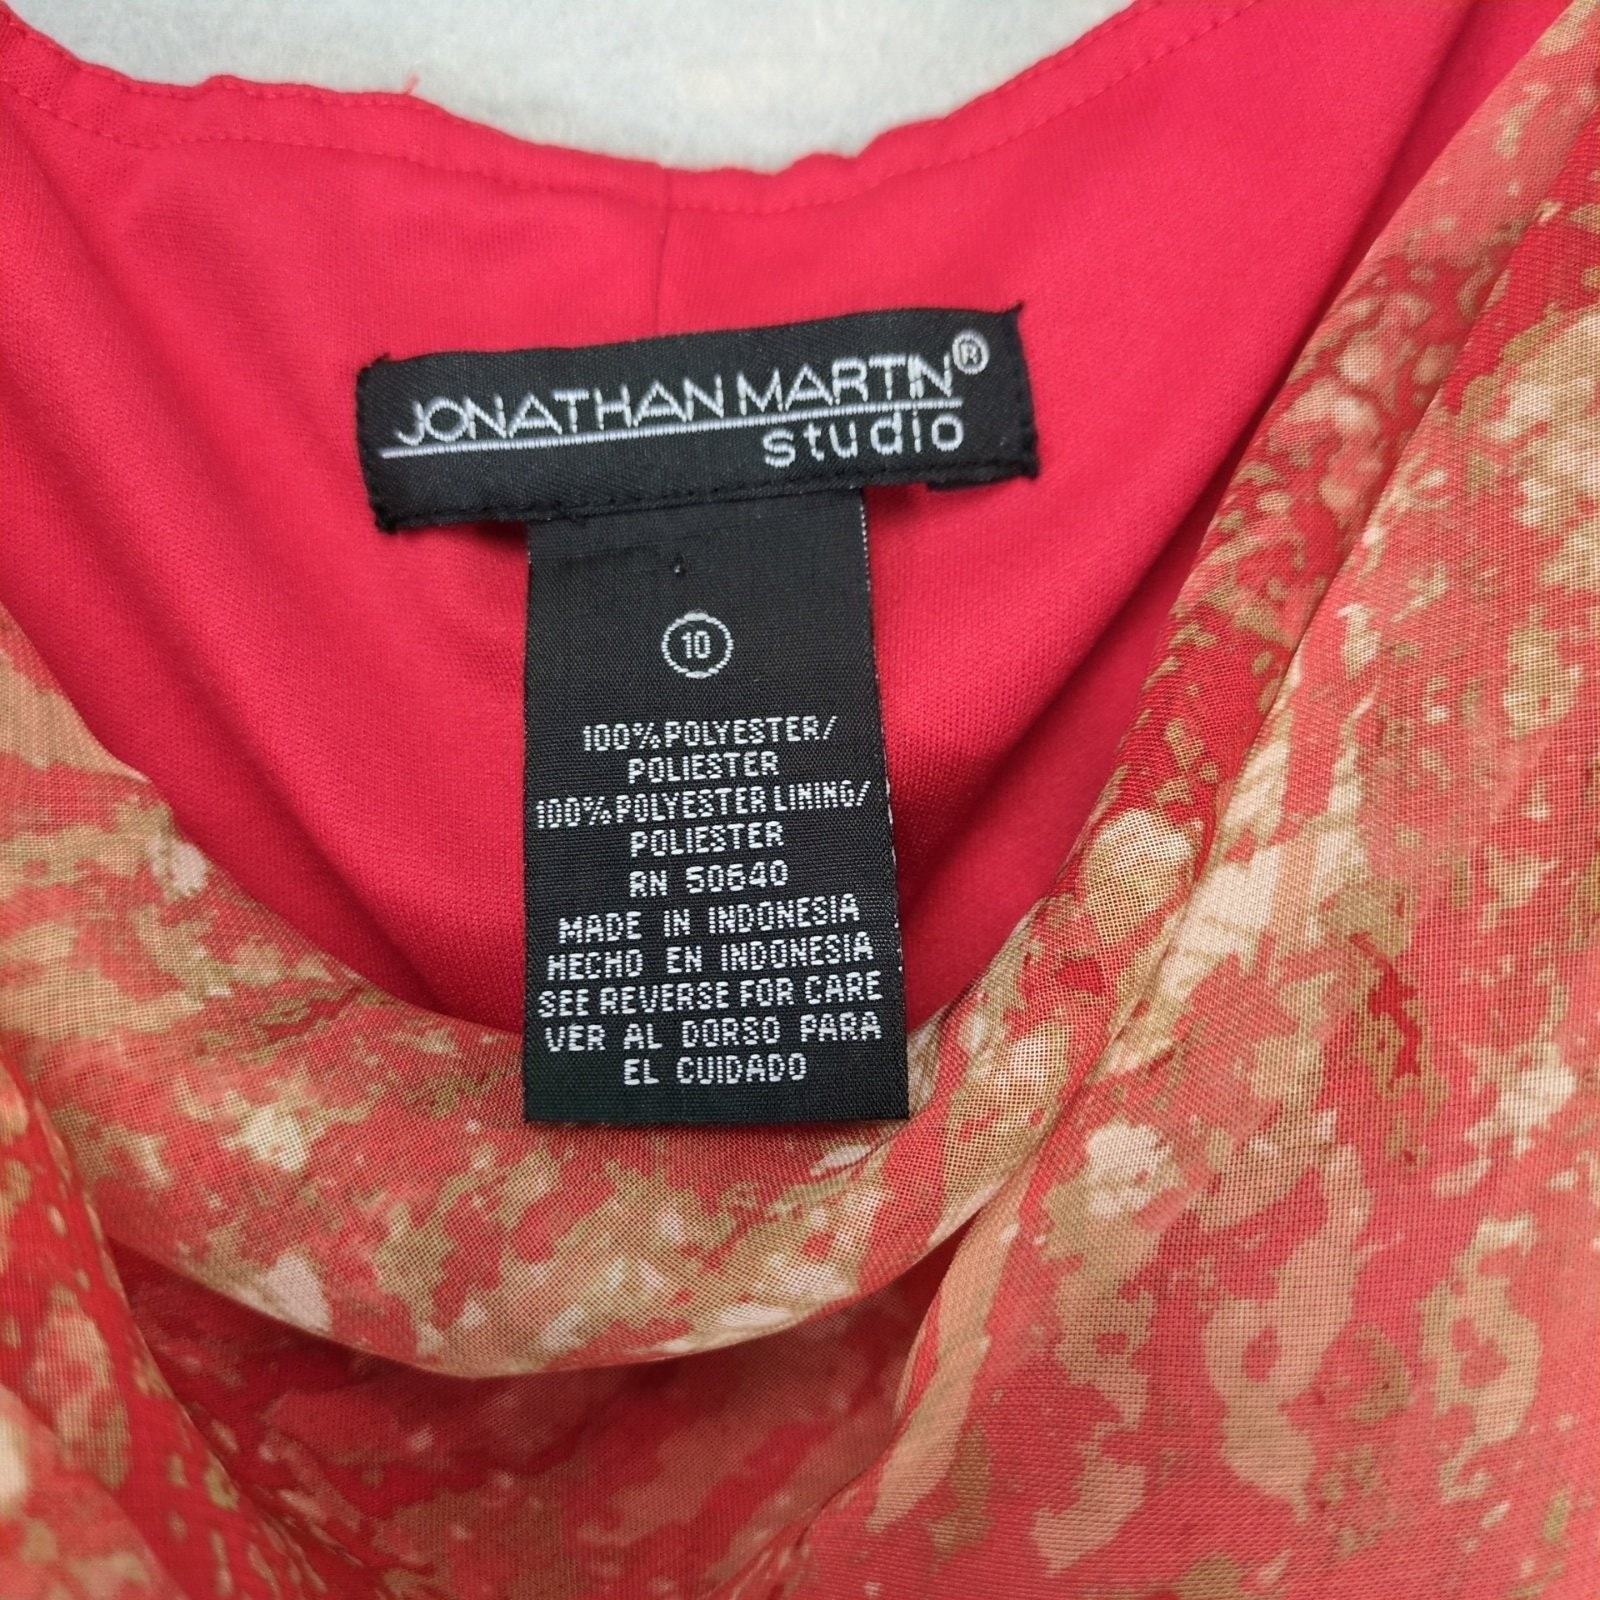 JONATHAN MARTIN®
studio
10
100% POLYESTER/
POLIESTER
100% POLYESTER LINING/
POLIESTER
RN 50640
MADE IN INDONESIA
HECHO EN INDONESIA
SEE REVERSE FOR CARE
VER AL DORSO PARA
EL CUIDADO